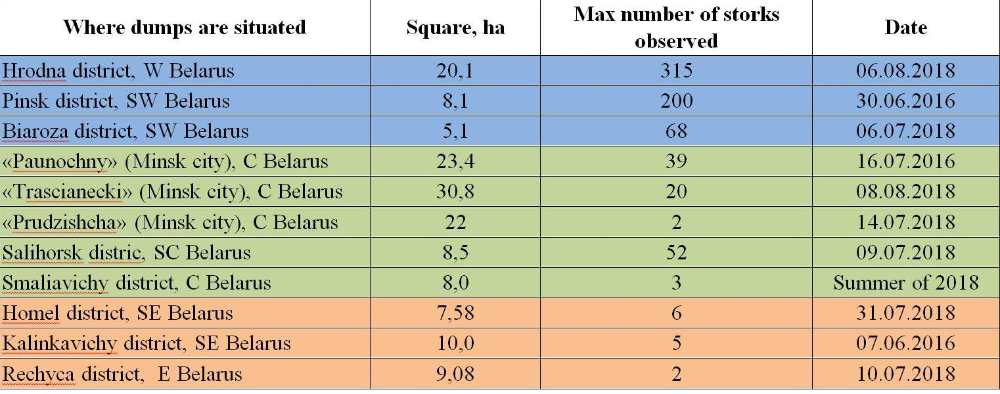 Where dumps are situated Square, ha Max number of storks observed Date
Hrodna district, W Belarus 20,1 315 06.08.2018
Pinsk district, SW Belarus 8,1 200 30.06.2016
Biaroza district, SW Belarus 5,1 68 06.07.2018
«Paunochny» (Minsk city), C Belarus 23,4 39 16.07.2016
«Trascianecki» (Minsk city), C Belarus 30,8 20 08.08.2018
«Prudzishcha» (Minsk city), C Belarus 22 2 14.07.2018
Salihorsk distric, SC Belarus 8,5 52 09.07.2018
Smaliavichy district, C Belarus 8,0 3 Summer of 2018
Homel district, SE Belarus 7,58 6 31.07.2018
Kalinkavichy district, SE Belarus 10,0 5 07.06.2016
Rechyca district, E Belarus 9,08 2 10.07.2018